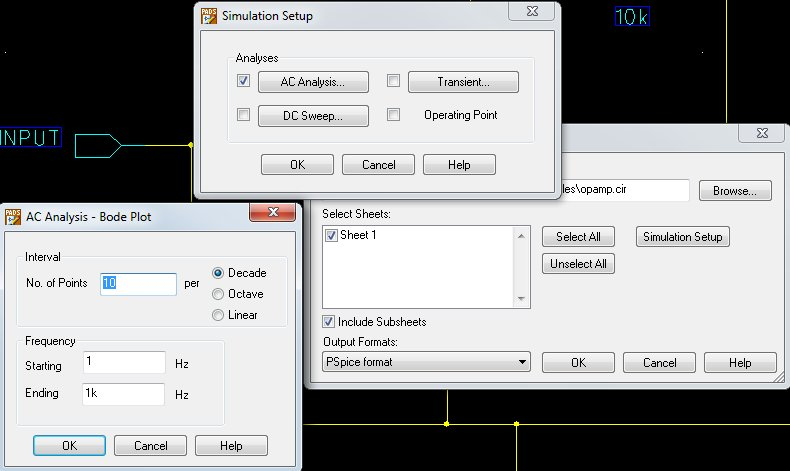 10k
INPUT
Simulation Setup
Analyses
AC Analysis...
Transient...
DC Sweep...
Operating Point
OK Cancel Help
les\opamp.cir Browse...
Select Sheets:
Sheet 1
Select All Simulation Setup
Unselect All
Include Subsheets
Output Formats:
PSpice format OK Cancel Help
PADS AC Analysis - Bode Plot
Interval
No. of Points 10 per
Decade
Octave
Linear
Frequency
Starting 1 Hz
Ending 1k Hz
OK Cancel Help